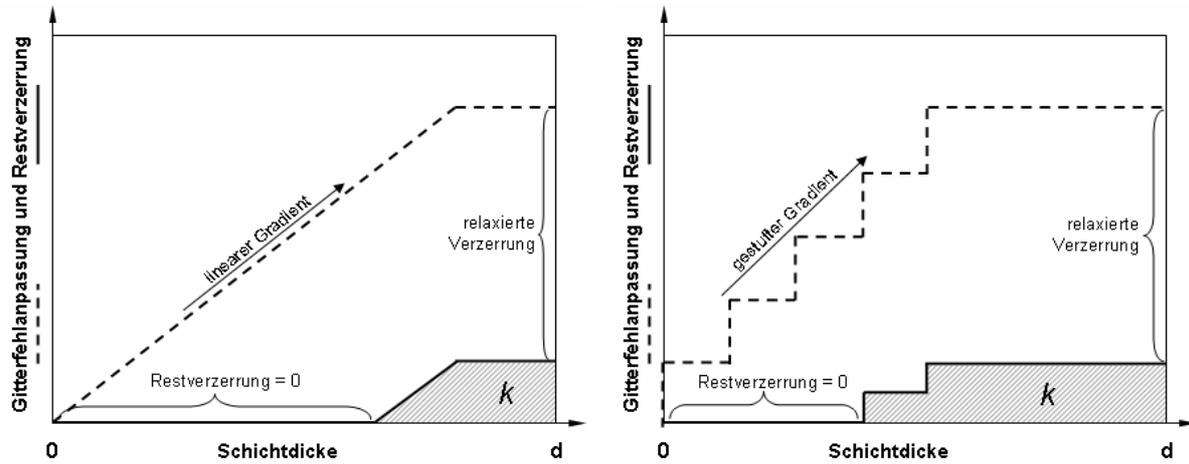 Gitterfehlanpassung und Restverzerrung
linearer Gradient
relaxierte
Verzerrung
Restverzerrung = 0
k
0
Schichtdicke
d
Gitterfehlanpassung und Restverzerrung
gestufter Gradient
relaxierte
Verzerrung
Restverzerrung = 0
k
0
Schichtdicke
d